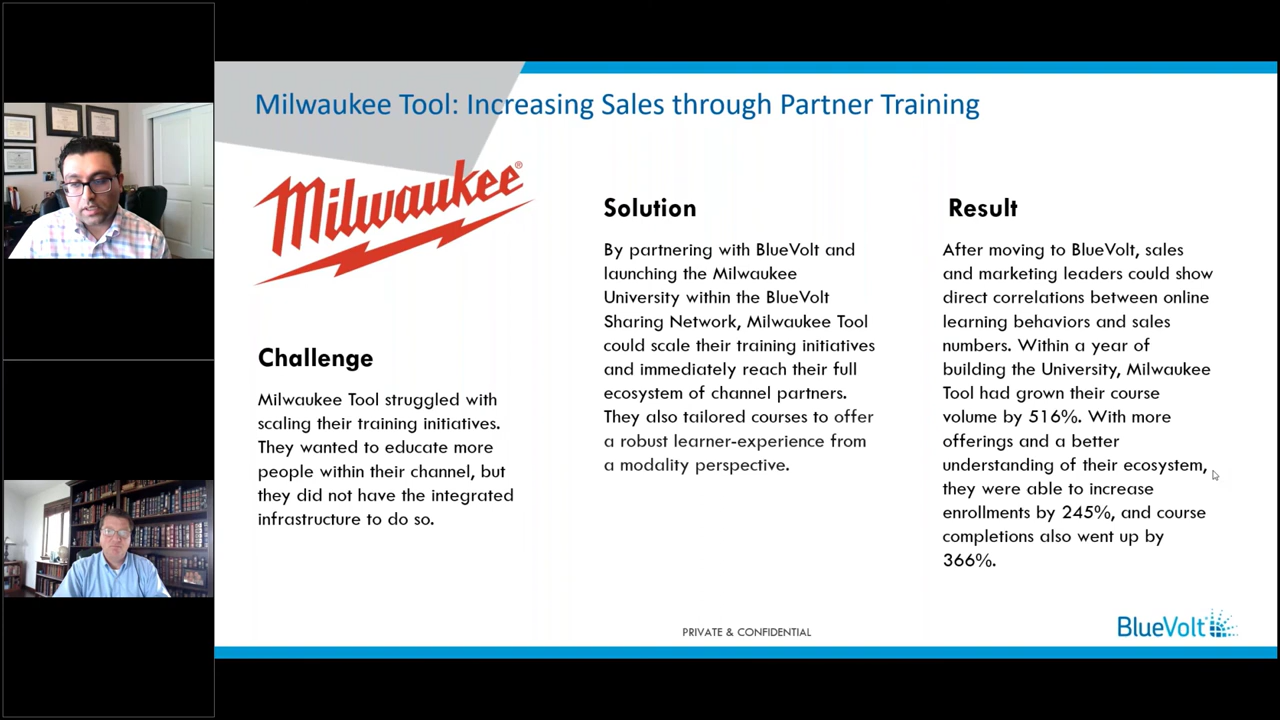 Milwaukee Tool: Increasing Sales through Partner Training
Milwaukee®
Challenge
Milwaukee Tool struggled with
scaling their training initiatives.
They wanted to educate more
people within their channel, but
they did not have the integrated
infrastructure to do so.
Solution
By partnering with BlueVolt and
launching the Milwaukee
University within the BlueVolt
Sharing Network, Milwaukee Tool
could scale their training initiatives
and immediately reach their full
ecosystem of channel partners.
They also tailored courses to offer
a robust learner-experience from
a modality perspective.
Result
After moving to BlueVolt, sales
and marketing leaders could show
direct correlations between online
learning behaviors and sales
numbers. Within a year of
building the University, Milwaukee
Tool had grown their course
volume by 516%. With more
offerings and a better
understanding of their ecosystem,
they were able to increase
enrollments by 245%, and course
completions also went up by
366%.
PRIVATE & CONFIDENTIAL
BlueVolt